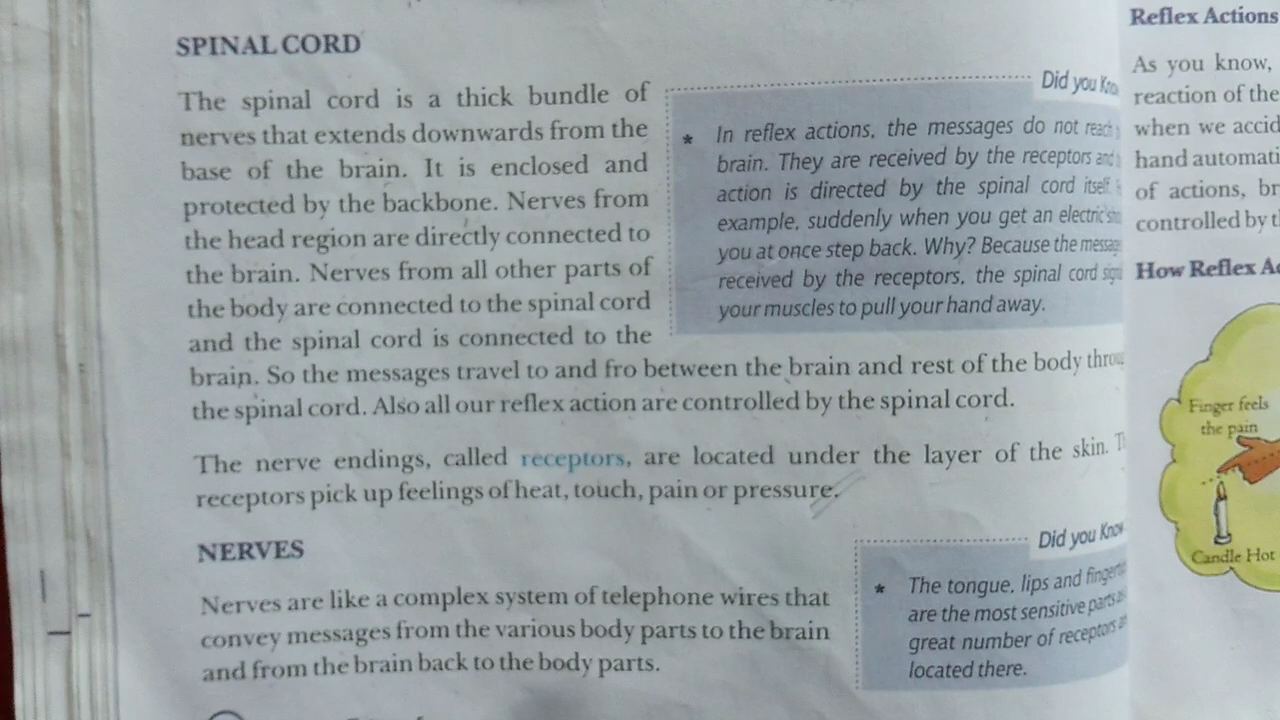 SPINAL CORD
The spinal cord is a thick bundle of
nerves that extends downwards from the
base of the brain. It is enclosed and
protected by the backbone. Nerves from
the head region are directly connected to
the brain. Nerves from all other parts of
the body are connected to the spinal cord
and the spinal cord is connected to the
brain. So the messages travel to and fro between the brain and rest of the body
the spinal cord. Also all our reflex action are controlled by the spinal cord.
Did you
* In reflex actions, the messages do not reach
brain. They are received by the receptors and
action is directed by the spinal cord itself.
example, suddenly when you get an electric
you at once step back. Why? Because the
received by the receptors, the spinal cord
your muscles to pull your hand away.
The nerve endings, called receptors, are located under the layer of the skin.
receptors pick up feelings of heat, touch, pain or pressure.
NERVES
Nerves are like a complex system of telephone wires that
convey messages from the various body parts to the brain
and from the brain back to the body parts.
Did you Know
* The tongue, lips and
are the most sensitive parts
great number of receptors
located there.
Reflex Actions
As you know,
reaction of the
when we
hand
of actions,
controlled by
How Reflex
Finger feels
the pain
Candle Hot